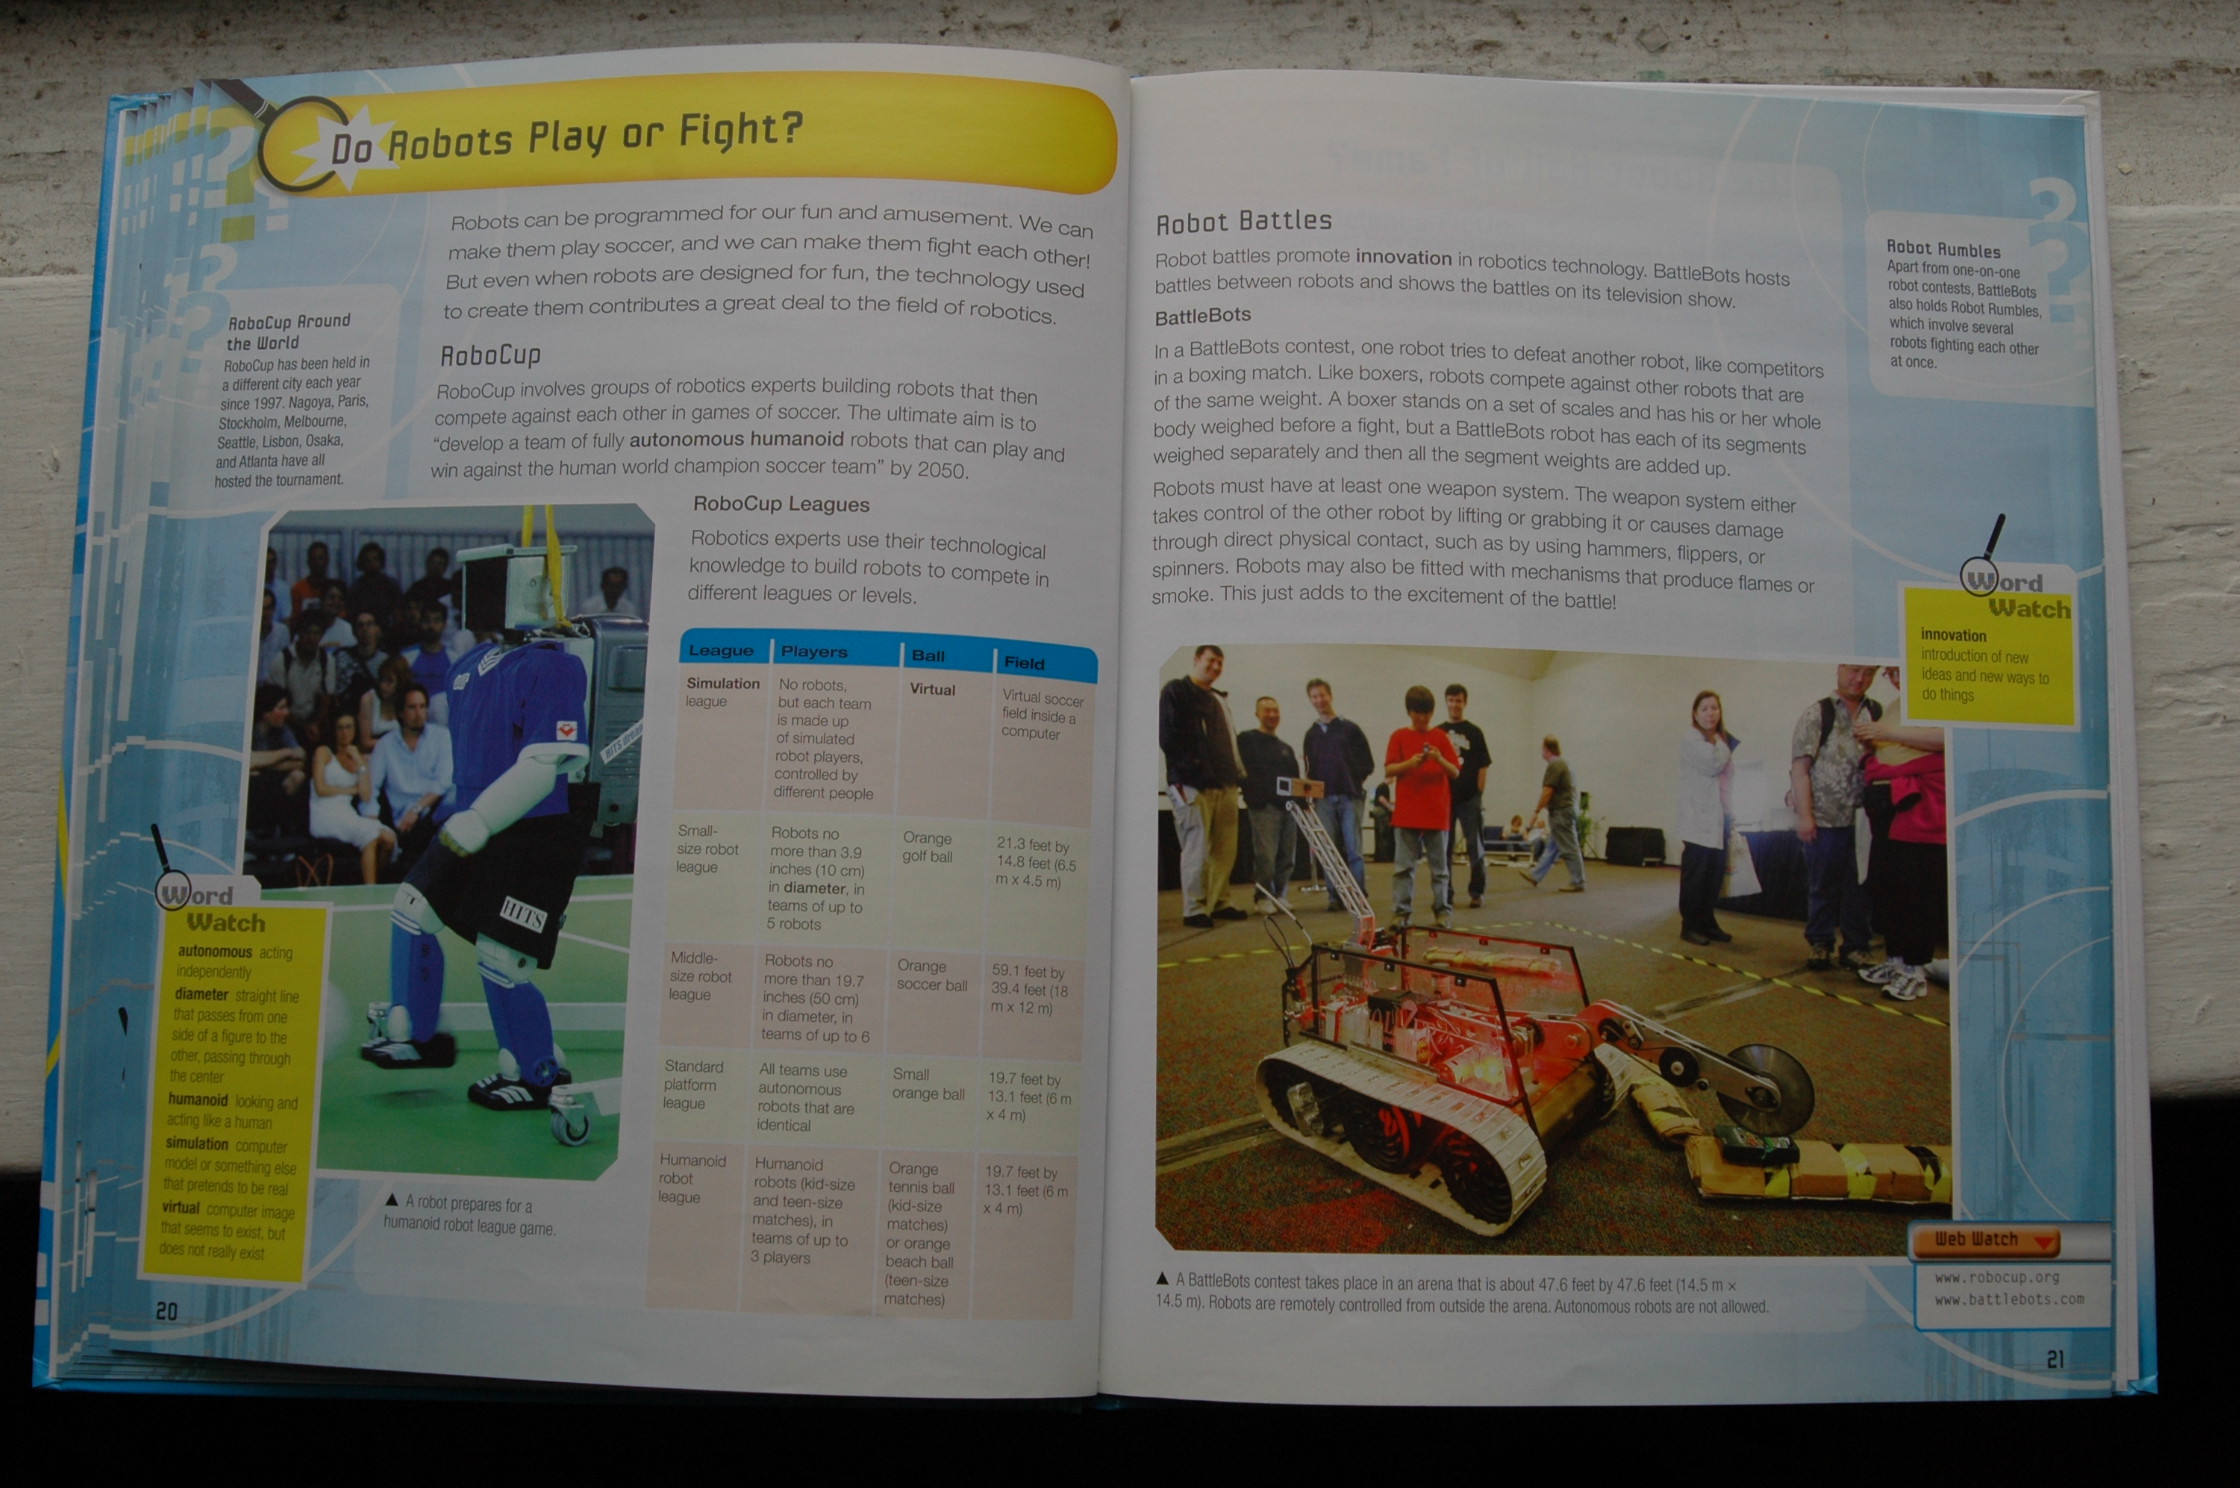 Do Robots Play or Fight?
Robots can be programmed for our fun and amusement. We can
make them play soccer, and we can make them fight each other!
But even when robots are designed for fun, the technology used
to create them contributes a great deal to the field of robotics.
RoboCup Around
the World
RoboCup has been held in
a different city each year
since 1997. Nagoya, Paris,
Stockholm, Melbourne,
Seattle, Lisbon, Osaka,
and Atlanta have all
hosted the tournament.
RoboCup
RoboCup involves groups of robotics experts building robots that then
compete against each other in games of soccer. The ultimate aim is to
“develop a team of fully autonomous humanoid robots that can play and
win against the human world champion soccer team” by 2050.
RoboCup Leagues
Robotics experts use their technological
knowledge to build robots to compete in
different leagues or levels.
League Players Ball Field
Simulation
league
No robots,
but each team
is made up
of simulated
robot players,
controlled by
different people
Virtual
Virtual soccer
field inside a
computer
Small-
size robot
league
Robots no
more than 3.9
inches (10 cm)
in diameter, in
teams of up to
5 robots
Orange
golf ball
21.3 feet by
14.8 feet (6.5
m x 4.5 m)
Middle-
size robot
league
Robots no
more than 19.7
inches (50 cm)
in diameter, in
teams of up to 6
Orange
soccer ball
59.1 feet by
39.4 feet (18
m x 12 m)
Standard
platform
league
All teams use
autonomous
robots that are
identical
Small
orange ball
19.7 feet by
13.1 feet (6 m
x 4 m)
Humanoid
robot
league
Humanoid
robots (kid-size
and teen-size
matches), in
teams of up to
3 players
Orange
tennis ball
(kid-size
matches)
or orange
beach ball
(teen-size
matches)
19.7 feet by
13.1 feet (6 m
x 4 m)
HITS
Word
Watch
autonomous acting
independently
diameter straight line
that passes from one
side of a figure to the
other, passing through
the center
humanoid looking and
acting like a human
simulation computer
model or something else
that pretends to be real
virtual computer image
that seems to exist, but
does not really exist
▲ A robot prepares for a
humanoid robot league game.
20
Robot Battles
Robot battles promote innovation in robotics technology. BattleBots hosts
battles between robots and shows the battles on its television show.
BattleBots
In a BattleBots contest, one robot tries to defeat another robot, like competitors
in a boxing match. Like boxers, robots compete against other robots that are
of the same weight. A boxer stands on a set of scales and has his or her whole
body weighed before a fight, but a BattleBots robot has each of its segments
weighed separately and then all the segment weights are added up.
Robots must have at least one weapon system. The weapon system either
takes control of the other robot by lifting or grabbing it or causes damage
through direct physical contact, such as by using hammers, flippers, or
spinners. Robots may also be fitted with mechanisms that produce flames or
smoke. This just adds to the excitement of the battle!
Robot Rumbles
Apart from one-on-one
robot contests, BattleBots
also holds Robot Rumbles,
which involve several
robots fighting each other
at once.
Word
Watch
innovation
introduction of new
ideas and new ways to
do things
▲ A BattleBots contest takes place in an arena that is about 47.6 feet by 47.6 feet (14.5 m ×
14.5 m). Robots are remotely controlled from outside the arena. Autonomous robots are not allowed.
Web Watch
www.robocup.org
www.battlebots.com
21